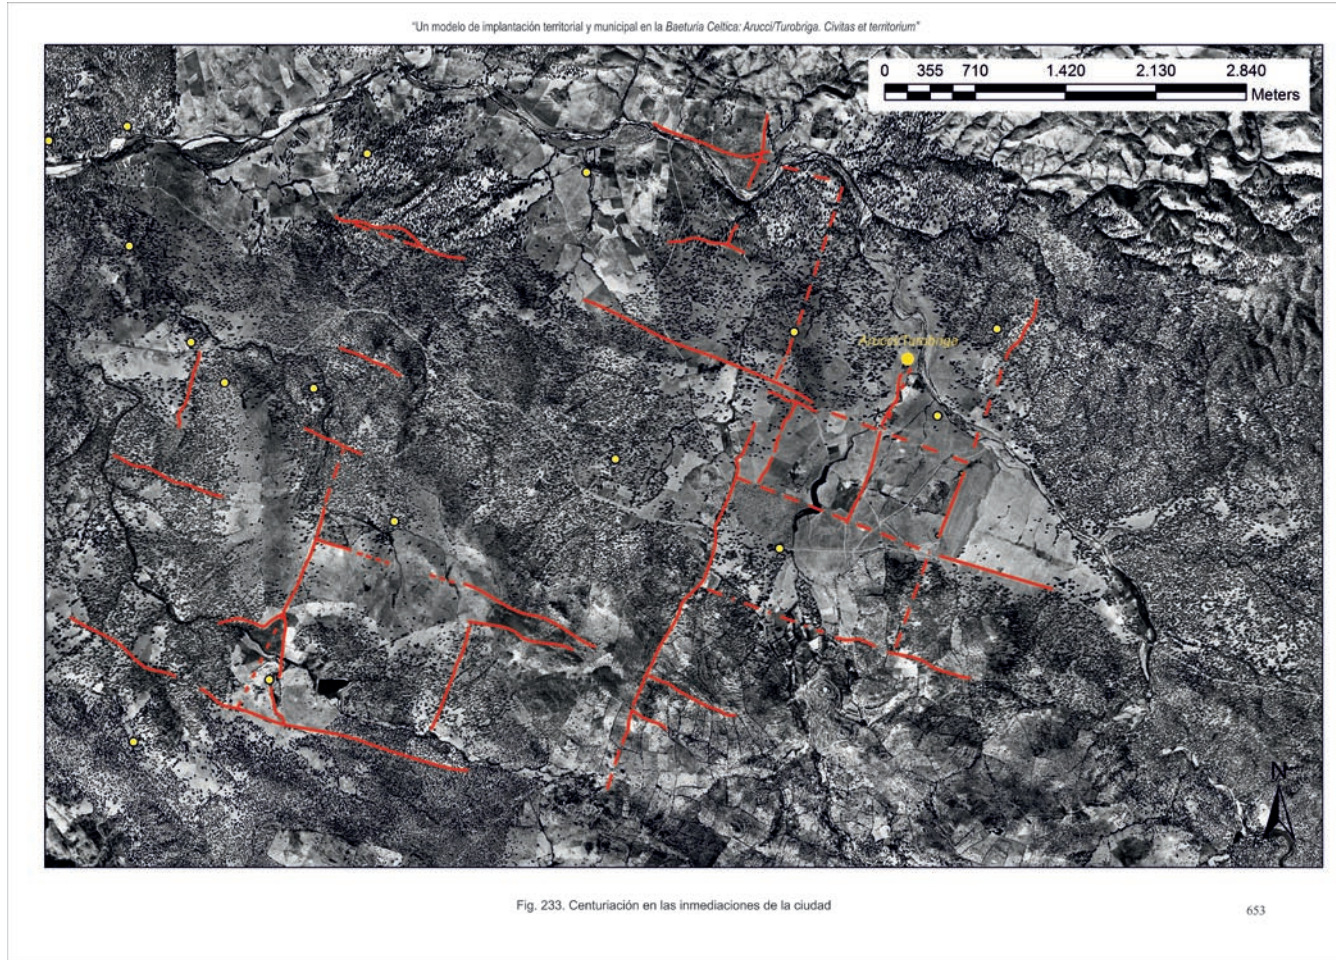 “Un modelo de implantación territorial y municipal en la Baeturia Celtica: Arucci/Turobriga. Civitas et territorium”
0 355 710 1.420 2.130 2.840
Meters
Arucci/Turobriga
N
Fig. 233. Centuriación en las inmediaciones de la ciudad
653